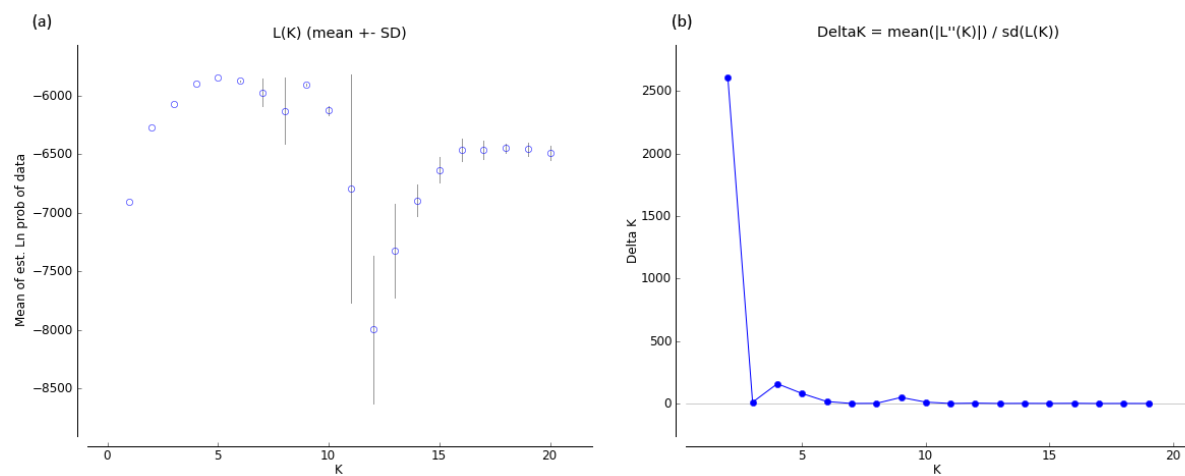 (a)
L(K) (mean +- SD)
Mean of est. Ln prob of data
−6000
−6500
−7000
−7500
−8000
−8500
0 5 10 15 20
K
(b)
DeltaK = mean(|L''(K)|) / sd(L(K))
Delta K
2500
2000
1500
1000
500
0
5 10 15 20
K